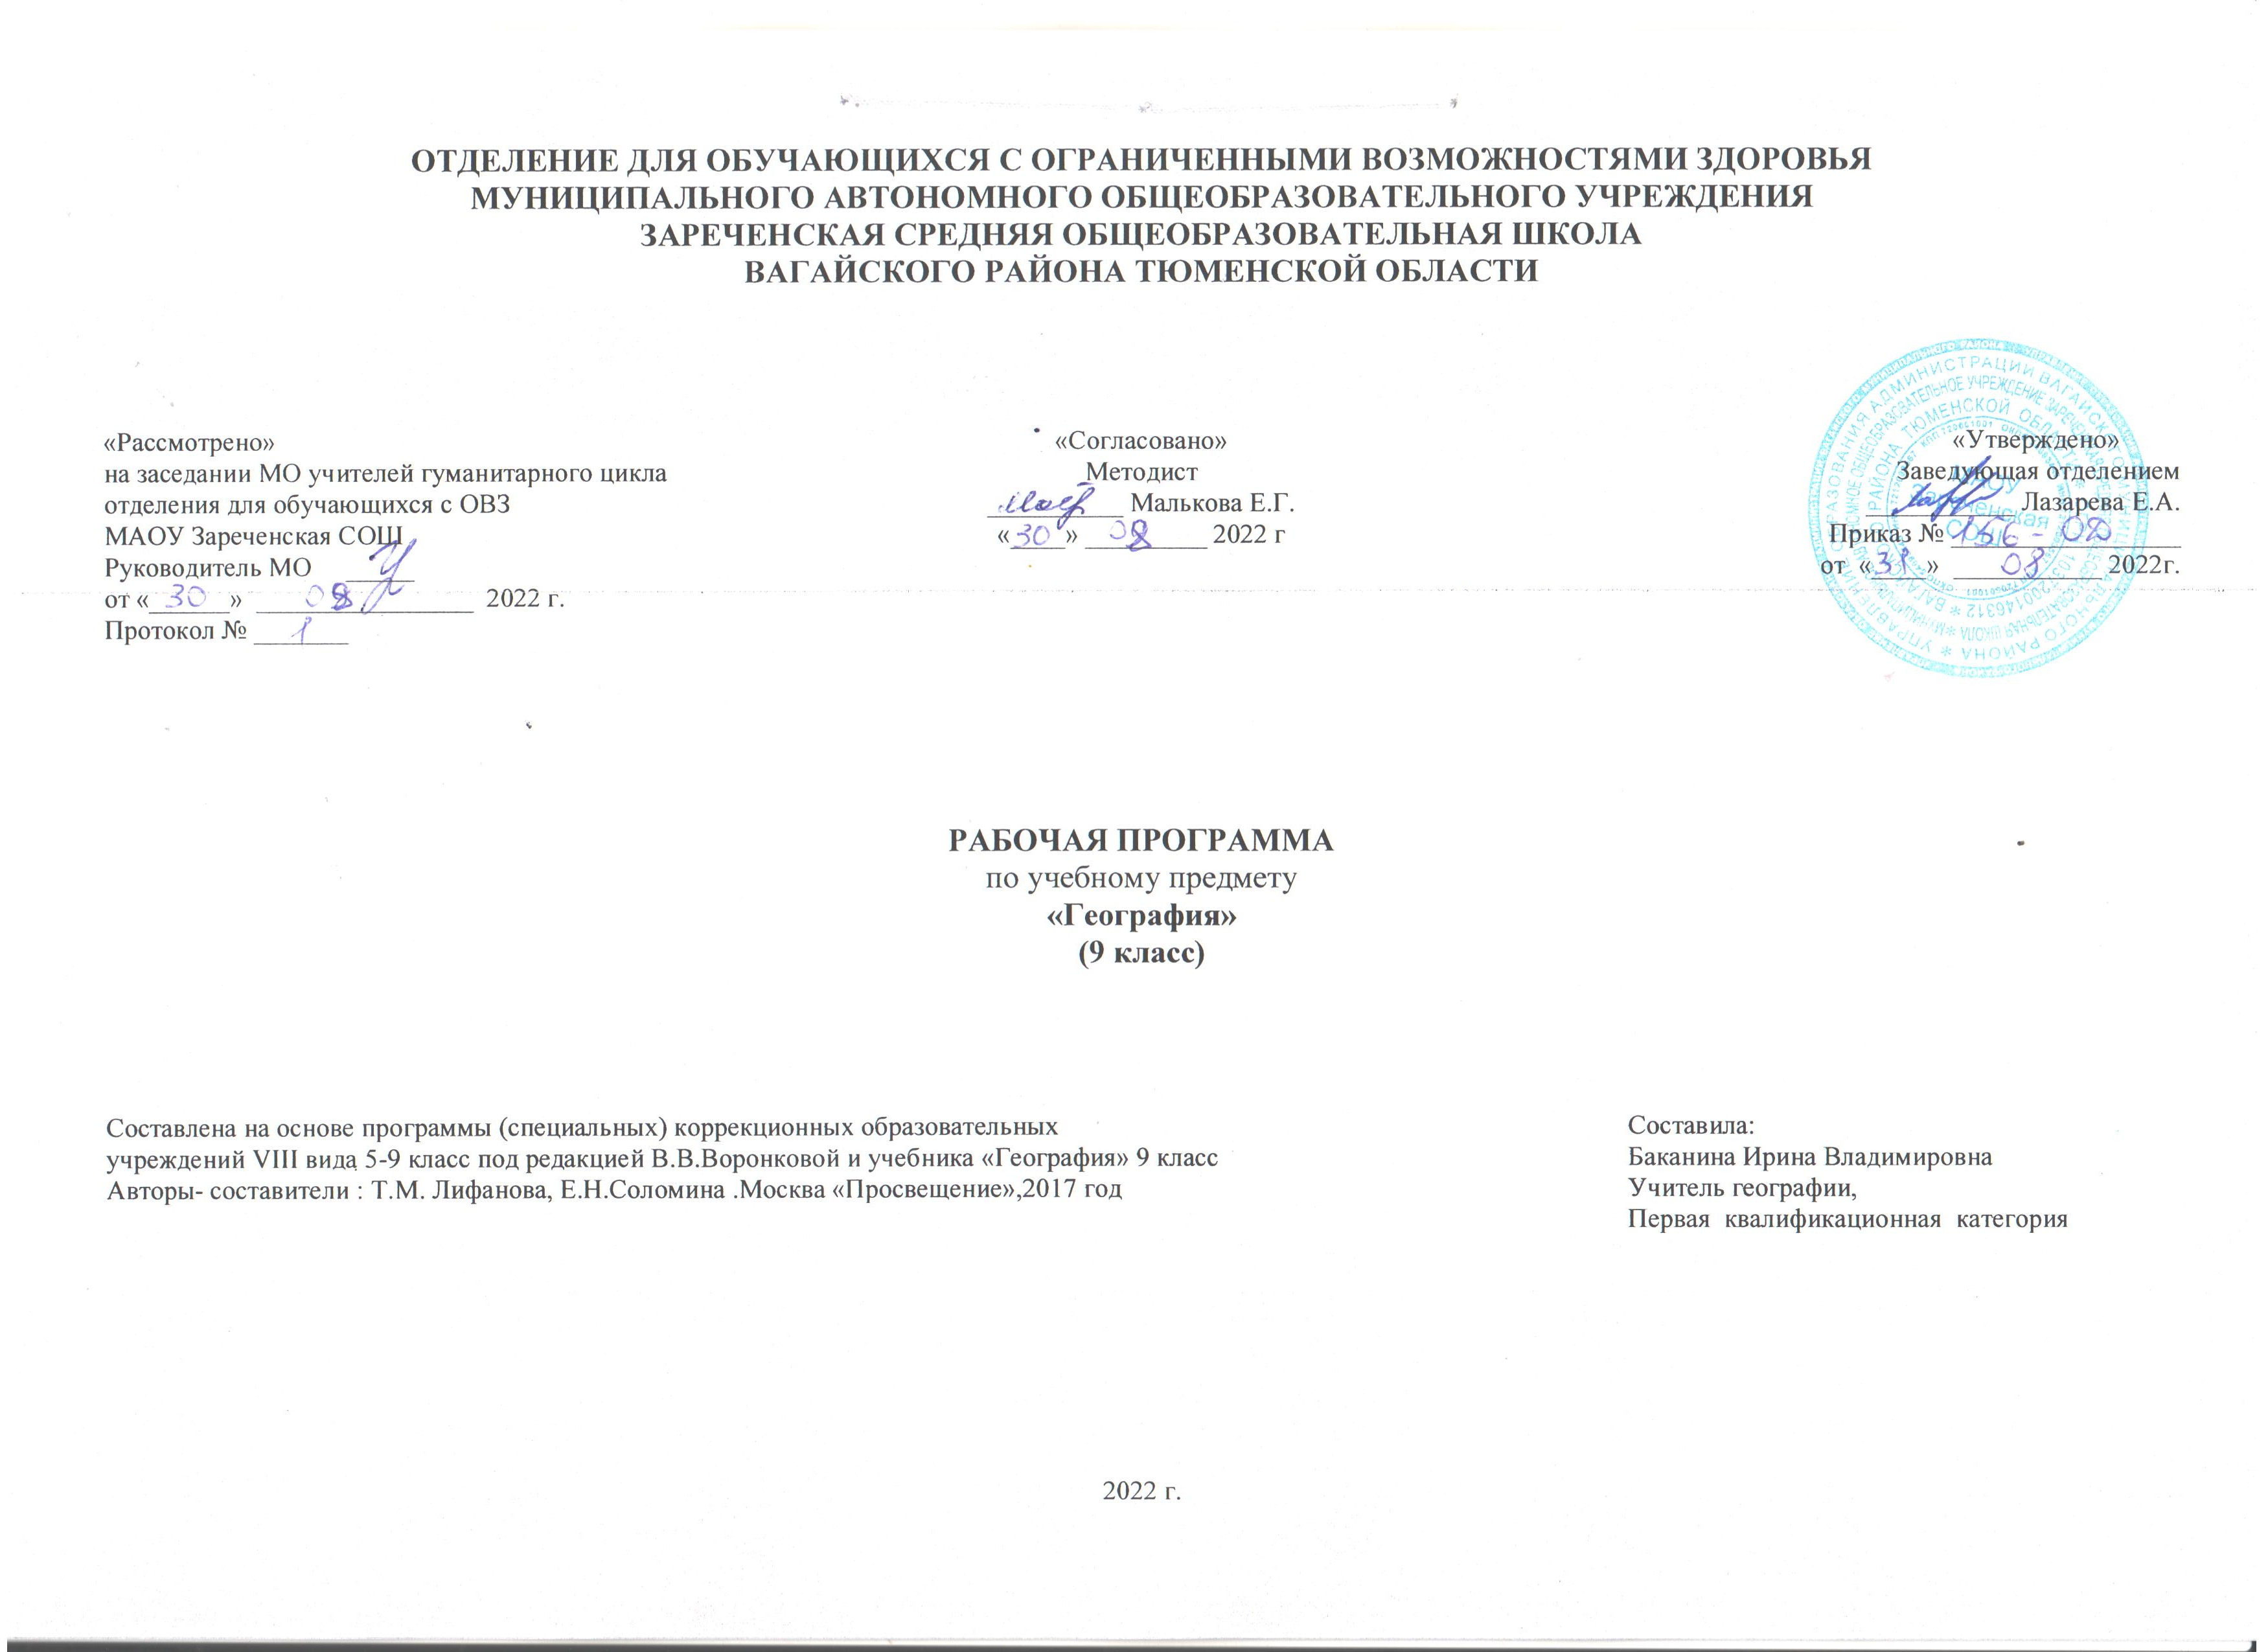 ОТДЕЛЕНИЕ ДЛЯ ОБУЧАЮЩИХСЯ С ОГРАНИЧЕННЫМИ ВОЗМОЖНОСТЯМИ ЗДОРОВЬЯ
МУНИЦИПАЛЬНОГО АВТОНОМНОГО ОБЩЕОБРАЗОВАТЕЛЬНОГО УЧРЕЖДЕНИЯ
ЗАРЕЧЕНСКАЯ СРЕДНЯЯ ОБЩЕОБРАЗОВАТЕЛЬНАЯ ШКОЛА
ВАГАЙСКОГО РАЙОНА ТЮМЕНСКОЙ ОБЛАСТИ
«Рассмотрено»
на заседании МО учителей гуманитарного цикла
отделения для обучающихся с ОВЗ
МАОУ Зареченская СОШ
Руководитель МО ______
от «30» 08 2022 г.
Протокол № 1
«Согласовано»
Методист
__________ Малькова Е.Г.
«30» 08 2022 г
«Утверждено»
Заведующая отделением
___________ Лазарева Е.А.
Приказ № 156 - ОД
от «31» 08 2022г.
РАБОЧАЯ ПРОГРАММА
по учебному предмету
«География»
(9 класс)
Составлена на основе программы (специальных) коррекционных образовательных
учреждений VIII вида 5-9 класс под редакцией В.В.Воронковой и учебника «География» 9 класс
Авторы- составители : Т.М. Лифанова, Е.Н.Соломина .Москва «Просвещение»,2017 год
Составила:
Баканина Ирина Владимировна
Учитель географии,
Первая квалификационная категория
2022 г.